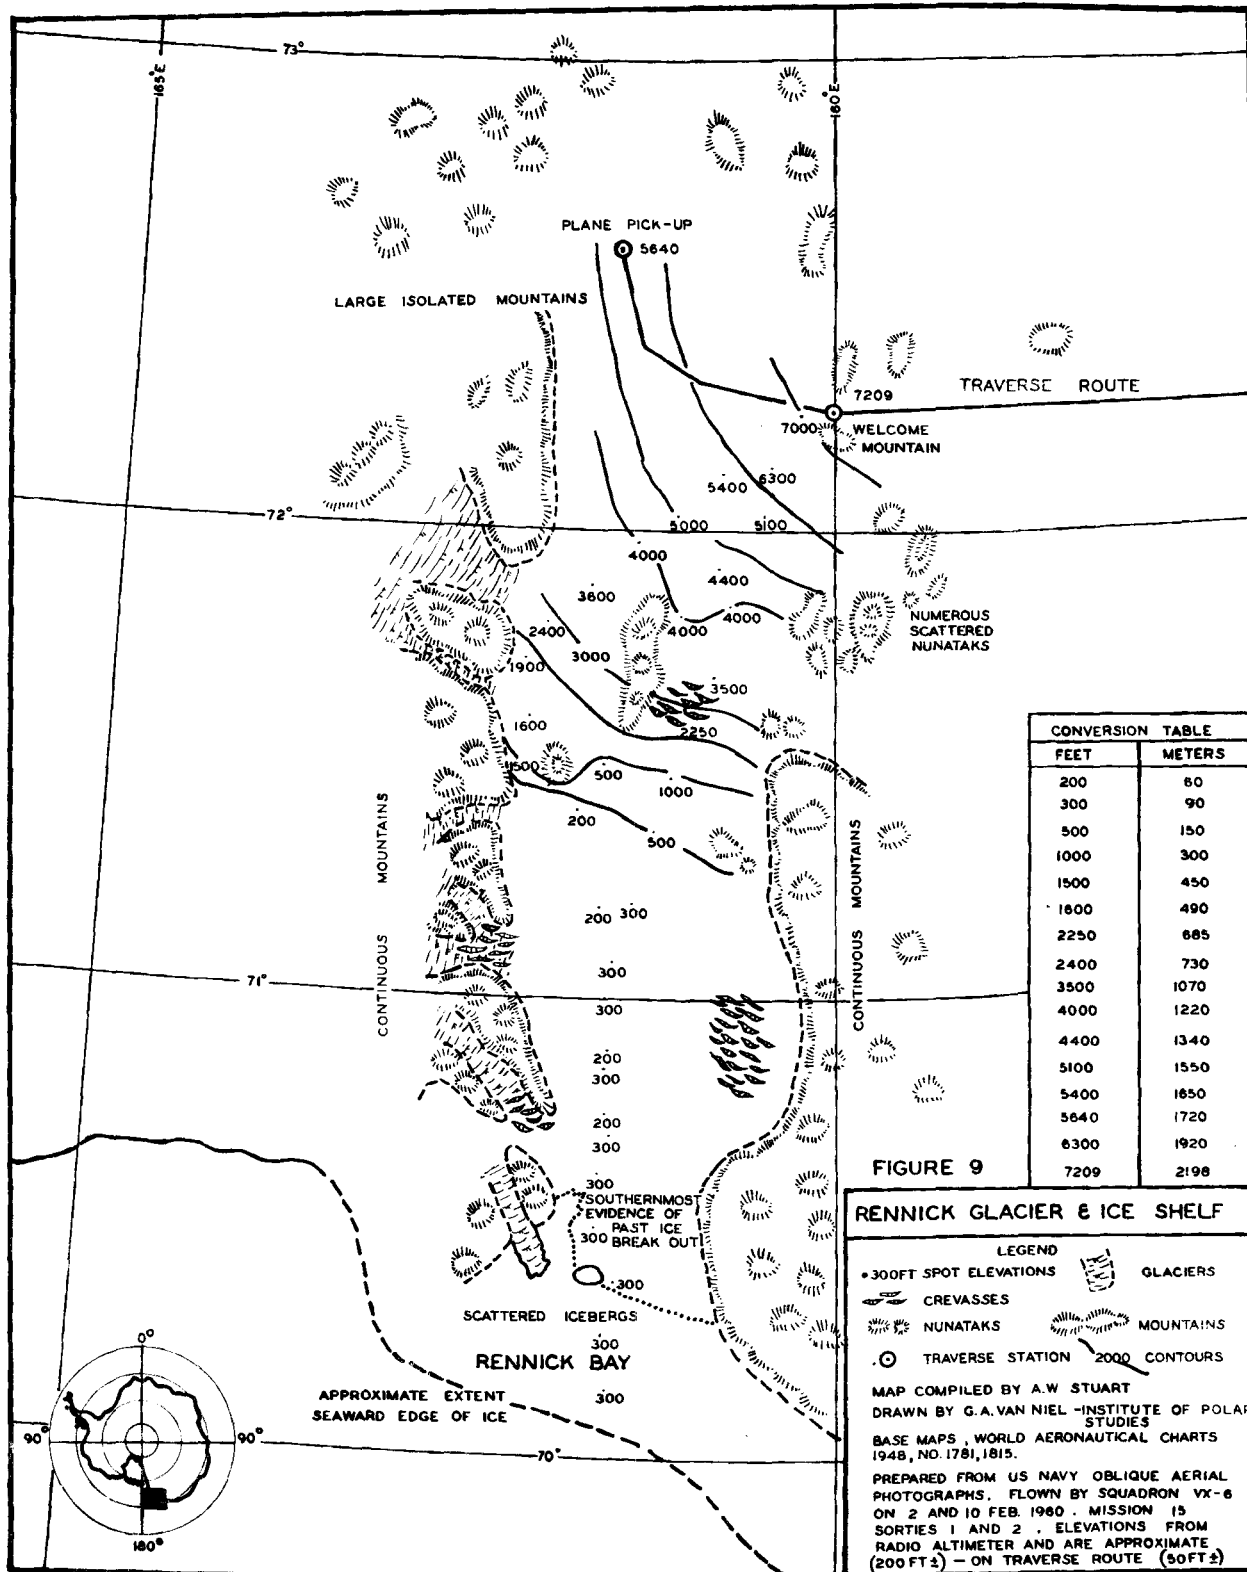 73°
165°E
160°E
PLANE PICK-UP
5640
LARGE ISOLATED MOUNTAINS
TRAVERSE ROUTE
7209
7000
WELCOME
MOUNTAIN
6300
5400
72°
5000
5100
4000
4400
3600
4000
4000
NUMEROUS
SCATTERED
NUNATAKS
2400
3000
1900
3500
1600
2250
1500
500
1000
200
500
CONTINUOUS MOUNTAINS
CONTINUOUS MOUNTAINS
200
300
71°
300
300
200
300
200
300
300
SOUTHERNMOST
EVIDENCE OF
PAST ICE
BREAK OUT
300
300
SCATTERED ICEBERGS
300
RENNICK BAY
300
APPROXIMATE EXTENT
SEAWARD EDGE OF ICE
70°
0°
90°
90°
180°
CONVERSION TABLE
FEET METERS
200 60
300 90
500 150
1000 300
1500 450
1600 490
2250 685
2400 730
3500 1070
4000 1220
4400 1340
5100 1550
5400 1650
5640 1720
6300 1920
7209 2198
FIGURE 9
RENNICK GLACIER & ICE SHELF
LEGEND
•300FT SPOT ELEVATIONS GLACIERS
CREVASSES
NUNATAKS MOUNTAINS
TRAVERSE STATION 2000 CONTOURS
MAP COMPILED BY A.W STUART
DRAWN BY G.A. VAN NIEL -INSTITUTE OF POLAR
STUDIES
BASE MAPS , WORLD AERONAUTICAL CHARTS
1948, NO. 1781, 1815.
PREPARED FROM US NAVY OBLIQUE AERIAL
PHOTOGRAPHS. FLOWN BY SQUADRON VX-6
ON 2 AND 10 FEB. 1960 . MISSION 15
SORTIES 1 AND 2 . ELEVATIONS FROM
RADIO ALTIMETER AND ARE APPROXIMATE
(200 FT ±) — ON TRAVERSE ROUTE (50FT ±)